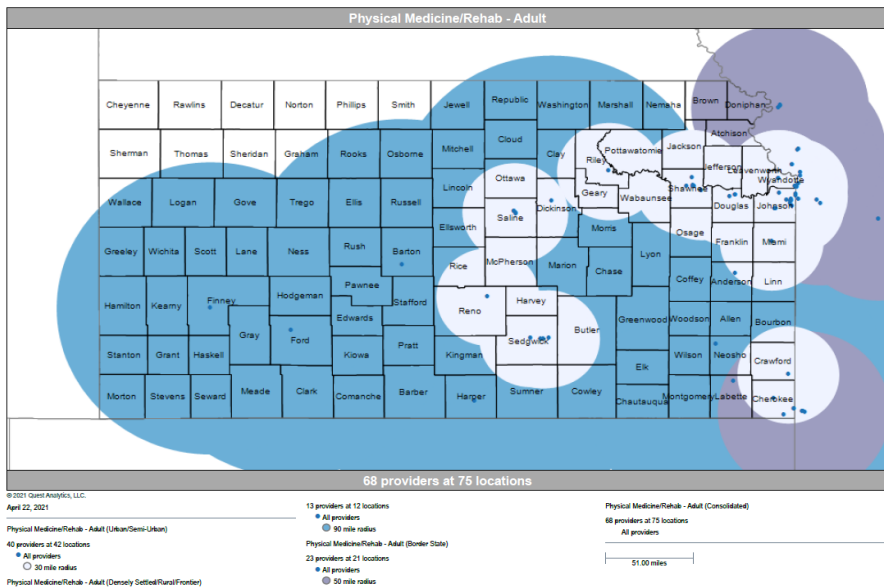 Physical Medicine/Rehab - Adult
Cheyenne Rawlins Decatur Norton Phillips Smith Jewell Republic Washington Marshall Nemaha Brown Doniphan
Sherman Thomas Sheridan Graham Rooks Osborne Mitchell Cloud Clay Riley Pottawatomie Jackson Atchison
Jefferson Leavenworth Wyandotte
Wallace Logan Gove Trego Ellis Russell Lincoln Ottawa Saline Dickinson Geary Wabaunsee Shawnee Douglas Johnson
Greeley Wichita Scott Lane Ness Rush Barton Ellsworth Rice McPherson Marion Morris Chase Lyon Osage Franklin Miami
Hamilton Kearny Finney Hodgeman Pawnee Stafford Reno Harvey Butler Greenwood Coffey Anderson Linn
Gray Ford Edwards Woodson Allen Bourbon
Stanton Grant Haskell Kiowa Pratt Kingman Sedgwick Elk Wilson Neosho Crawford
Morton Stevens Seward Meade Clark Comanche Barber Harper Sumner Cowley Chautauqua Montgomery Labette Cherokee
68 providers at 75 locations
© 2021 Quest Analytics, LLC.
April 22, 2021
Physical Medicine/Rehab - Adult (Urban/Semi-Urban)
40 providers at 42 locations
All providers
30 mile radius
Physical Medicine/Rehab - Adult (Densely Settled/Rural/Frontier)
13 providers at 12 locations
All providers
90 mile radius
Physical Medicine/Rehab - Adult (Border State)
23 providers at 21 locations
All providers
50 mile radius
Physical Medicine/Rehab - Adult (Consolidated)
68 providers at 75 locations
All providers
51.00 miles